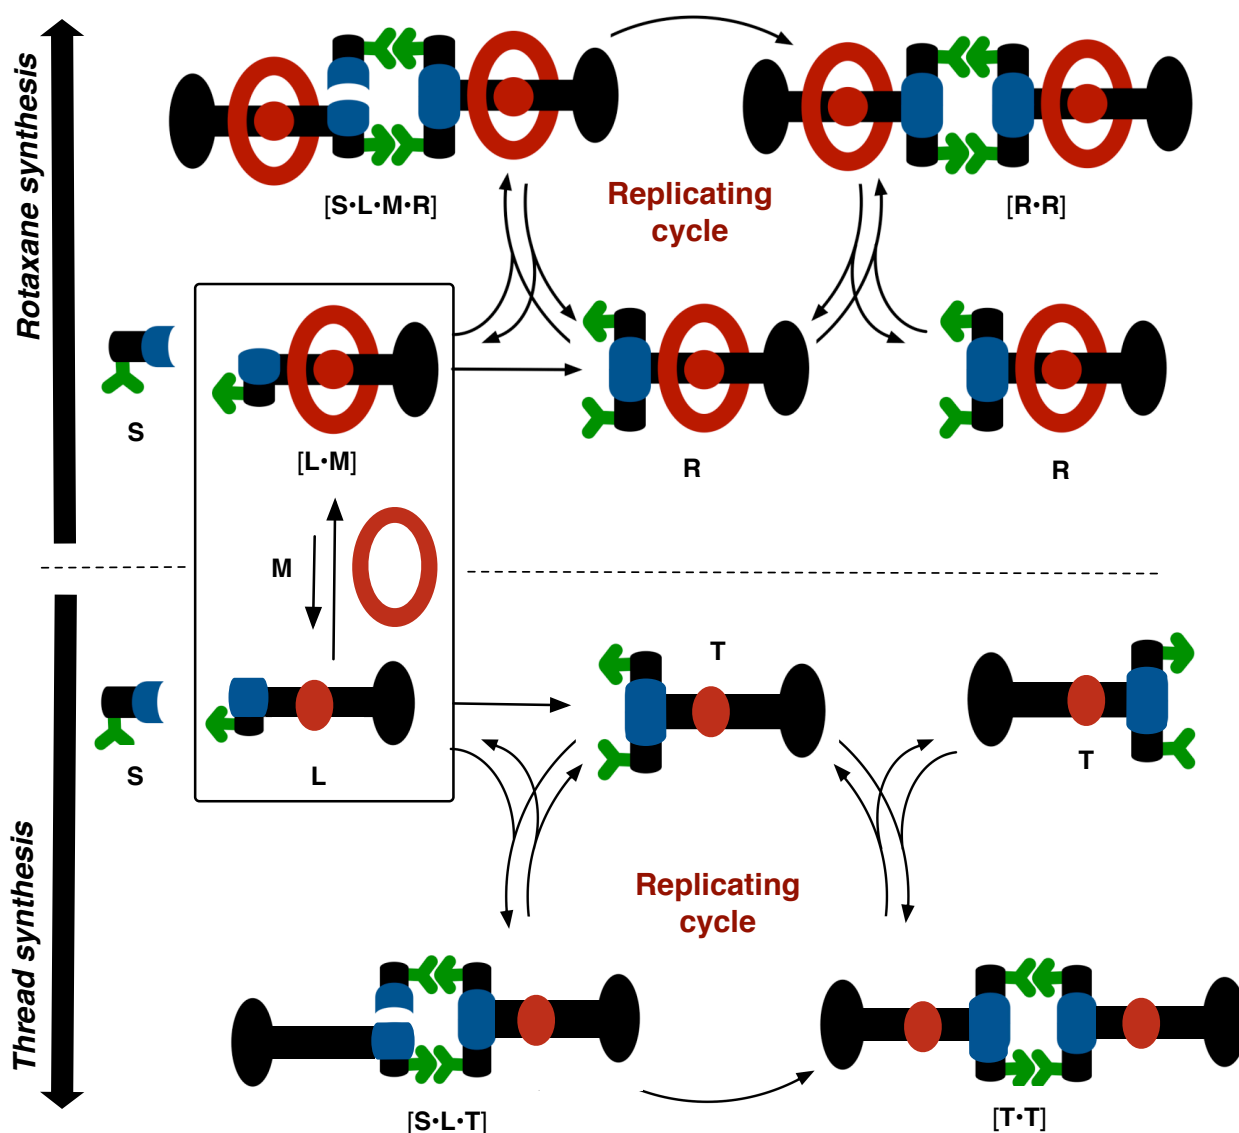 Rotaxane synthesis
[S•L•M•R]
Replicating
cycle
[R•R]
S
[L•M]
R
R
M
T
S
L
T
Thread synthesis
Replicating
cycle
[S•L•T]
[T•T]